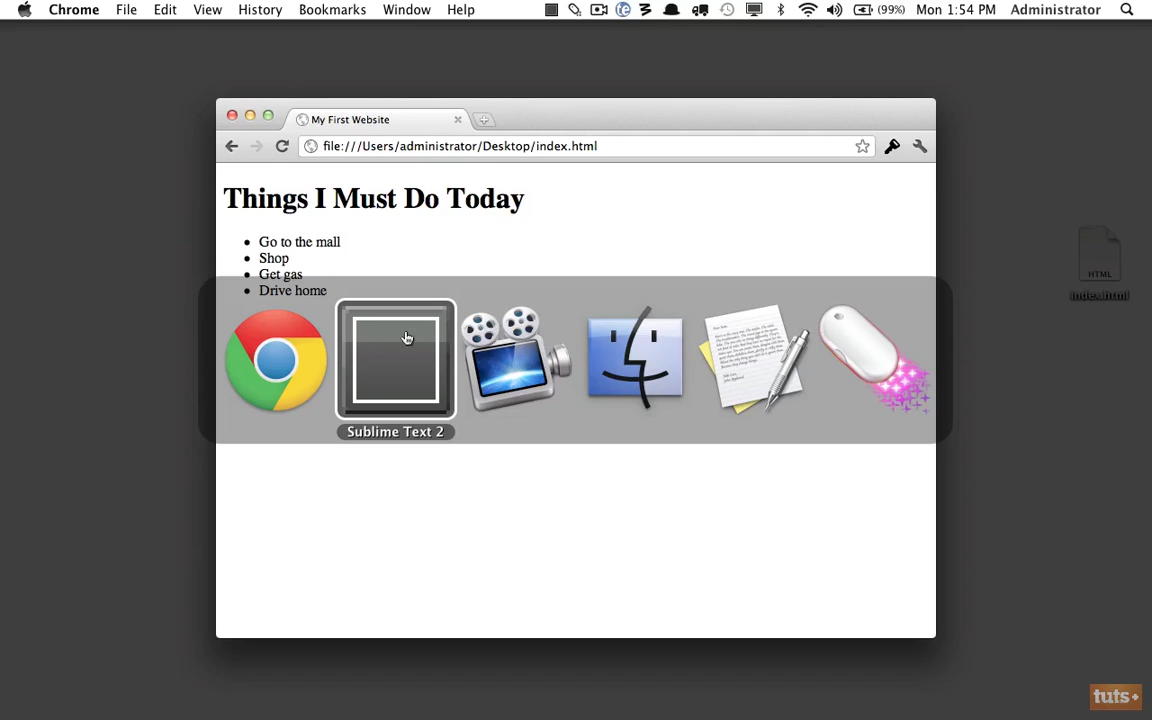 Chrome File Edit View History Bookmarks Window Help (99%) Mon 1:54 PM Administrator
My First Website
file:///Users/administrator/Desktop/index.html
Things I Must Do Today
Go to the mall
Shop
Get gas
Drive home
HTML
index.html
Sublime Text 2
tuts+